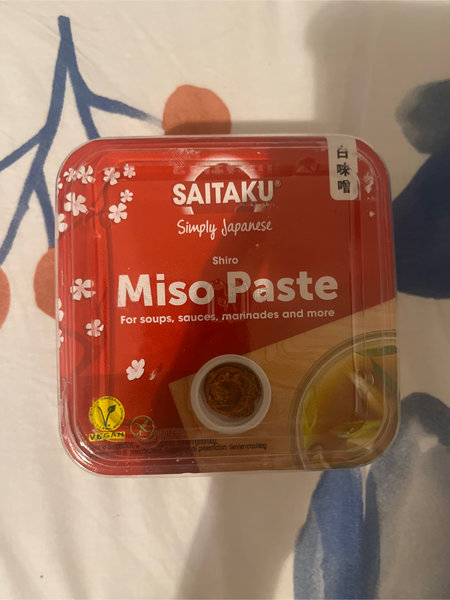 白味噌
SAITAKU®
Simply Japanese
Shiro
Miso Paste
For soups, sauces, marinades and more
V
VEGAN